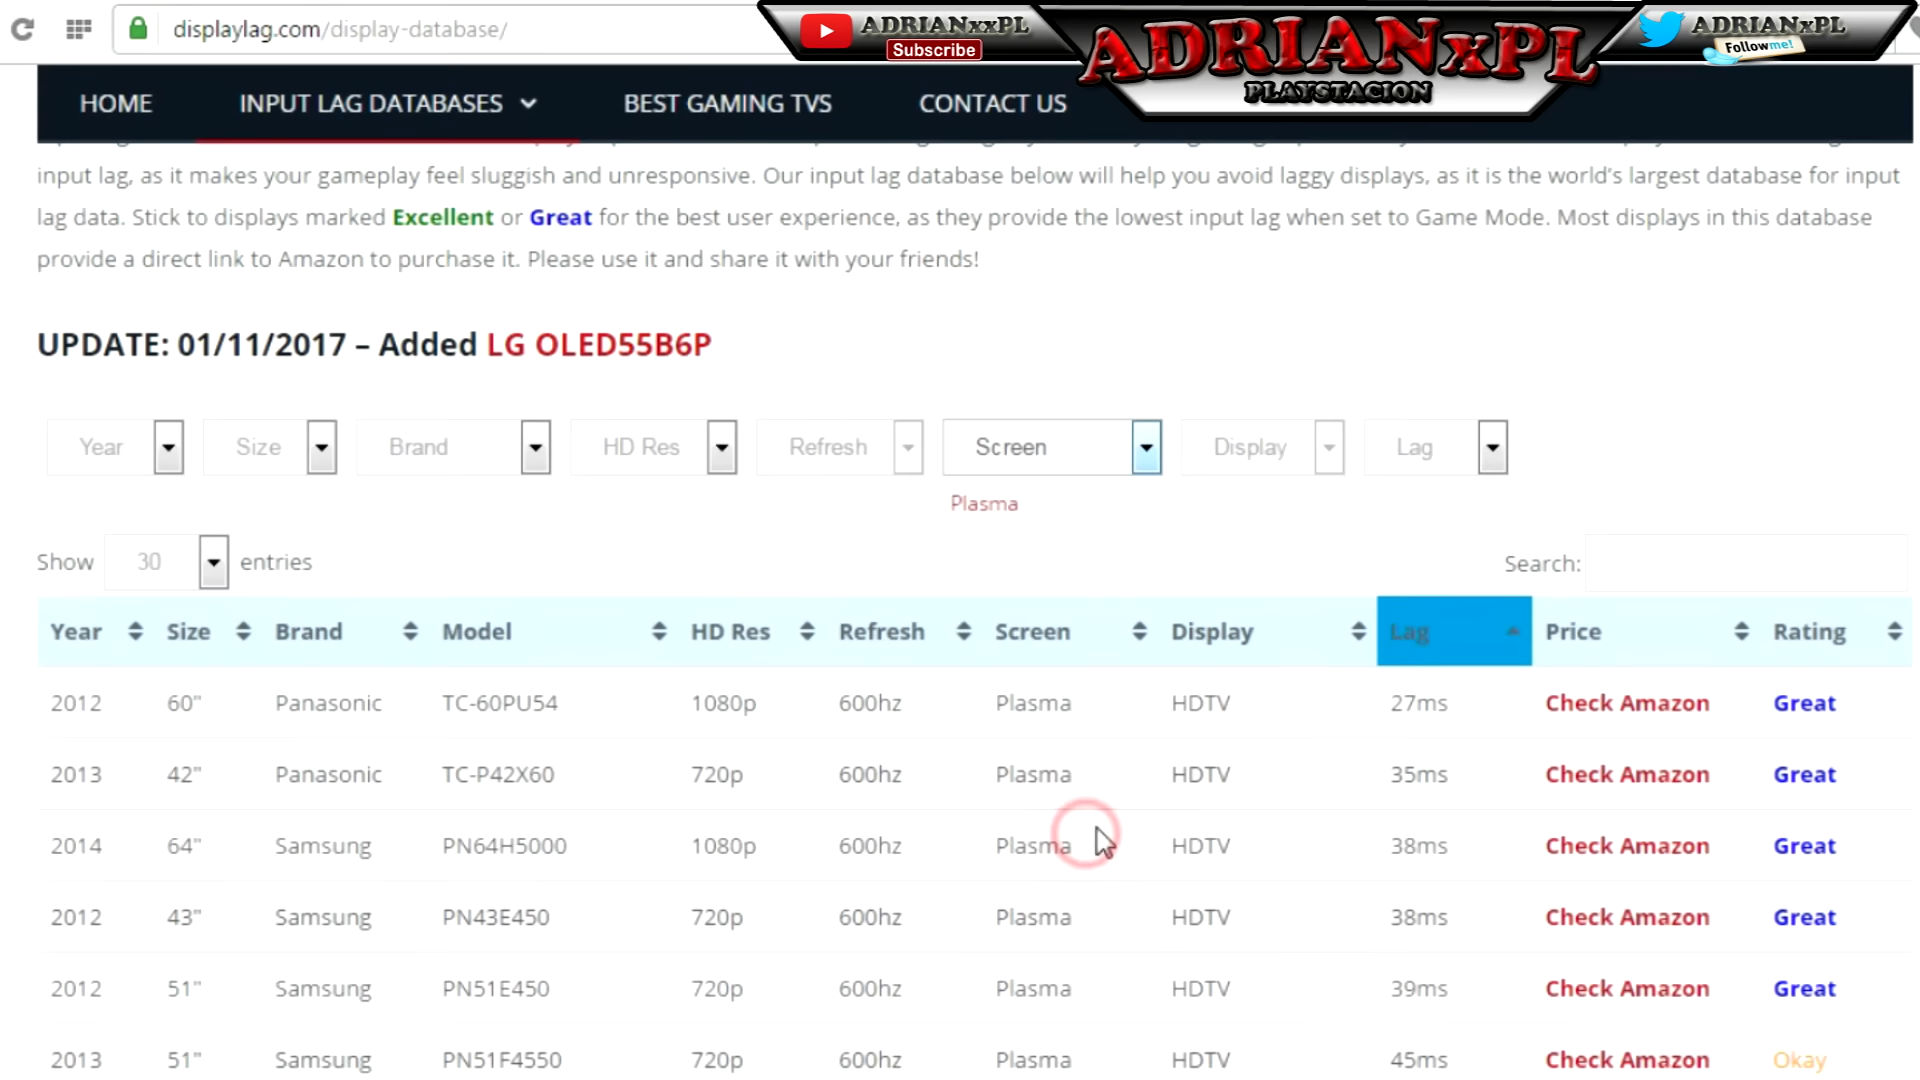 displaylag.com/display-database/
ADRIANxxPL
Subscribe
ADRIANxPL
PLAYSTACION
ADRIANxPL
Followme!
HOME
INPUT LAG DATABASES
BEST GAMING TVS
CONTACT US
input lag, as it makes your gameplay feel sluggish and unresponsive. Our input lag database below will help you avoid laggy displays, as it is the world's largest database for input
lag data. Stick to displays marked Excellent or Great for the best user experience, as they provide the lowest input lag when set to Game Mode. Most displays in this database
provide a direct link to Amazon to purchase it. Please use it and share it with your friends!
UPDATE: 01/11/2017 – Added LG OLED55B6P
Year Size Brand HD Res Refresh Screen Display Lag
Plasma
Show 30 entries
Search:
Year Size Brand Model HD Res Refresh Screen Display Lag Price Rating
2012 60" Panasonic TC-60PU54 1080p 600hz Plasma HDTV 27ms Check Amazon Great
2013 42" Panasonic TC-P42X60 720p 600hz Plasma HDTV 35ms Check Amazon Great
2014 64" Samsung PN64H5000 1080p 600hz Plasma HDTV 38ms Check Amazon Great
2012 43" Samsung PN43E450 720p 600hz Plasma HDTV 38ms Check Amazon Great
2012 51" Samsung PN51E450 720p 600hz Plasma HDTV 39ms Check Amazon Great
2013 51" Samsung PN51F4550 720p 600hz Plasma HDTV 45ms Check Amazon Okay